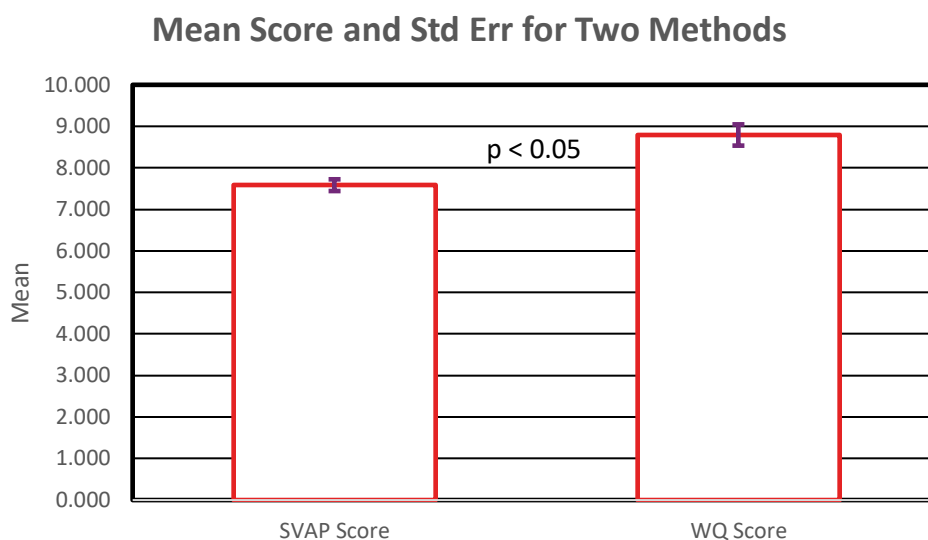 Mean Score and Std Err for Two Methods
10.000
9.000
8.000
7.000
6.000
5.000
4.000
3.000
2.000
1.000
0.000
Mean
p < 0.05
SVAP Score
WQ Score